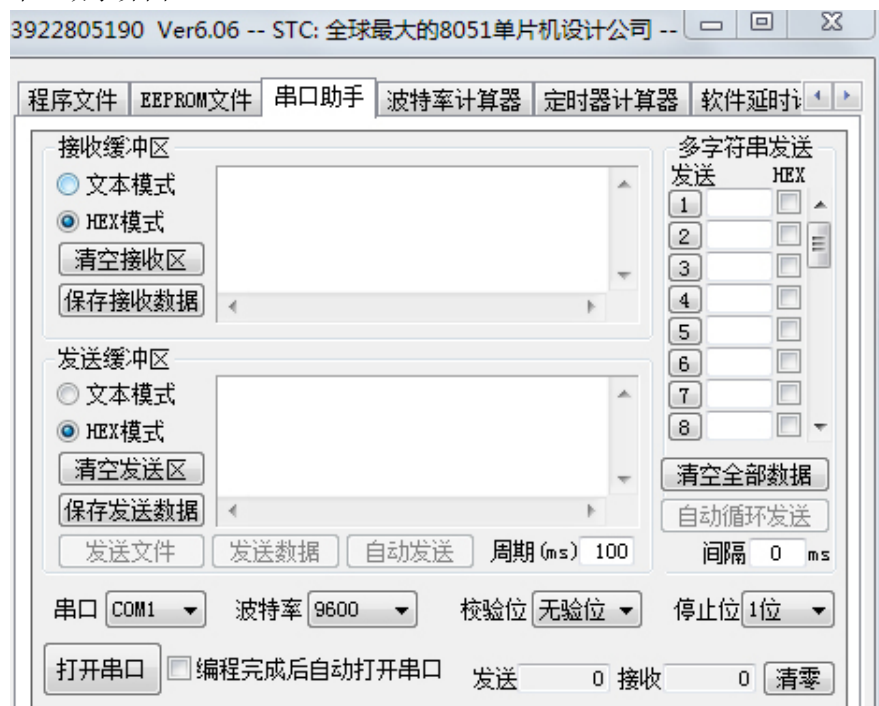 3922805190 Ver6.06 -- STC: 全球最大的8051单片机设计公司 --
程序文件 EEPROM文件 串口助手 波特率计算器 定时器计算器 软件延时
接收缓冲区
文本模式
HEX模式
清空接收区
保存接收数据
发送缓冲区
文本模式
HEX模式
清空发送区
保存发送数据
发送文件 发送数据 自动发送 周期(ms) 100
多字符串发送
发送 HEX
1
2
3
4
5
6
7
8
清空全部数据
自动循环发送
间隔 0 ms
串口 COM1 波特率 9600 校验位 无验位 停止位 1位
打开串口 编程完成后自动打开串口 发送 0 接收 0 清零